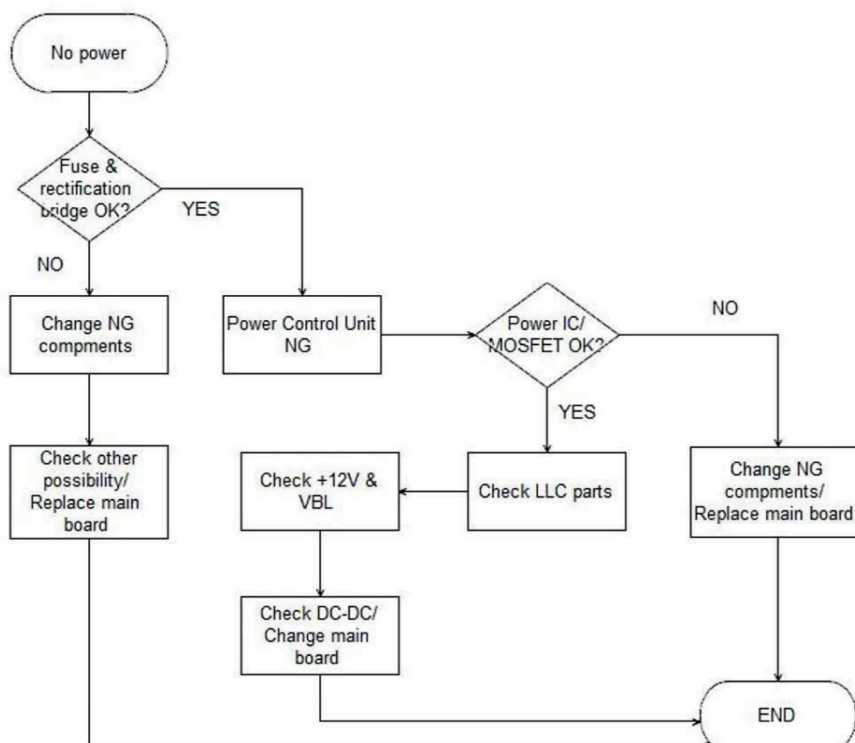 No power
Fuse &
rectification
bridge OK?
YES
NO
Change NG
compments
Power Control Unit
NG
Power IC/
MOSFET OK?
NO
YES
Check other
possibility/
Replace main
board
Check +12V &
VBL
Check LLC parts
Change NG
compments/
Replace main board
Check DC-DC/
Change main
board
END